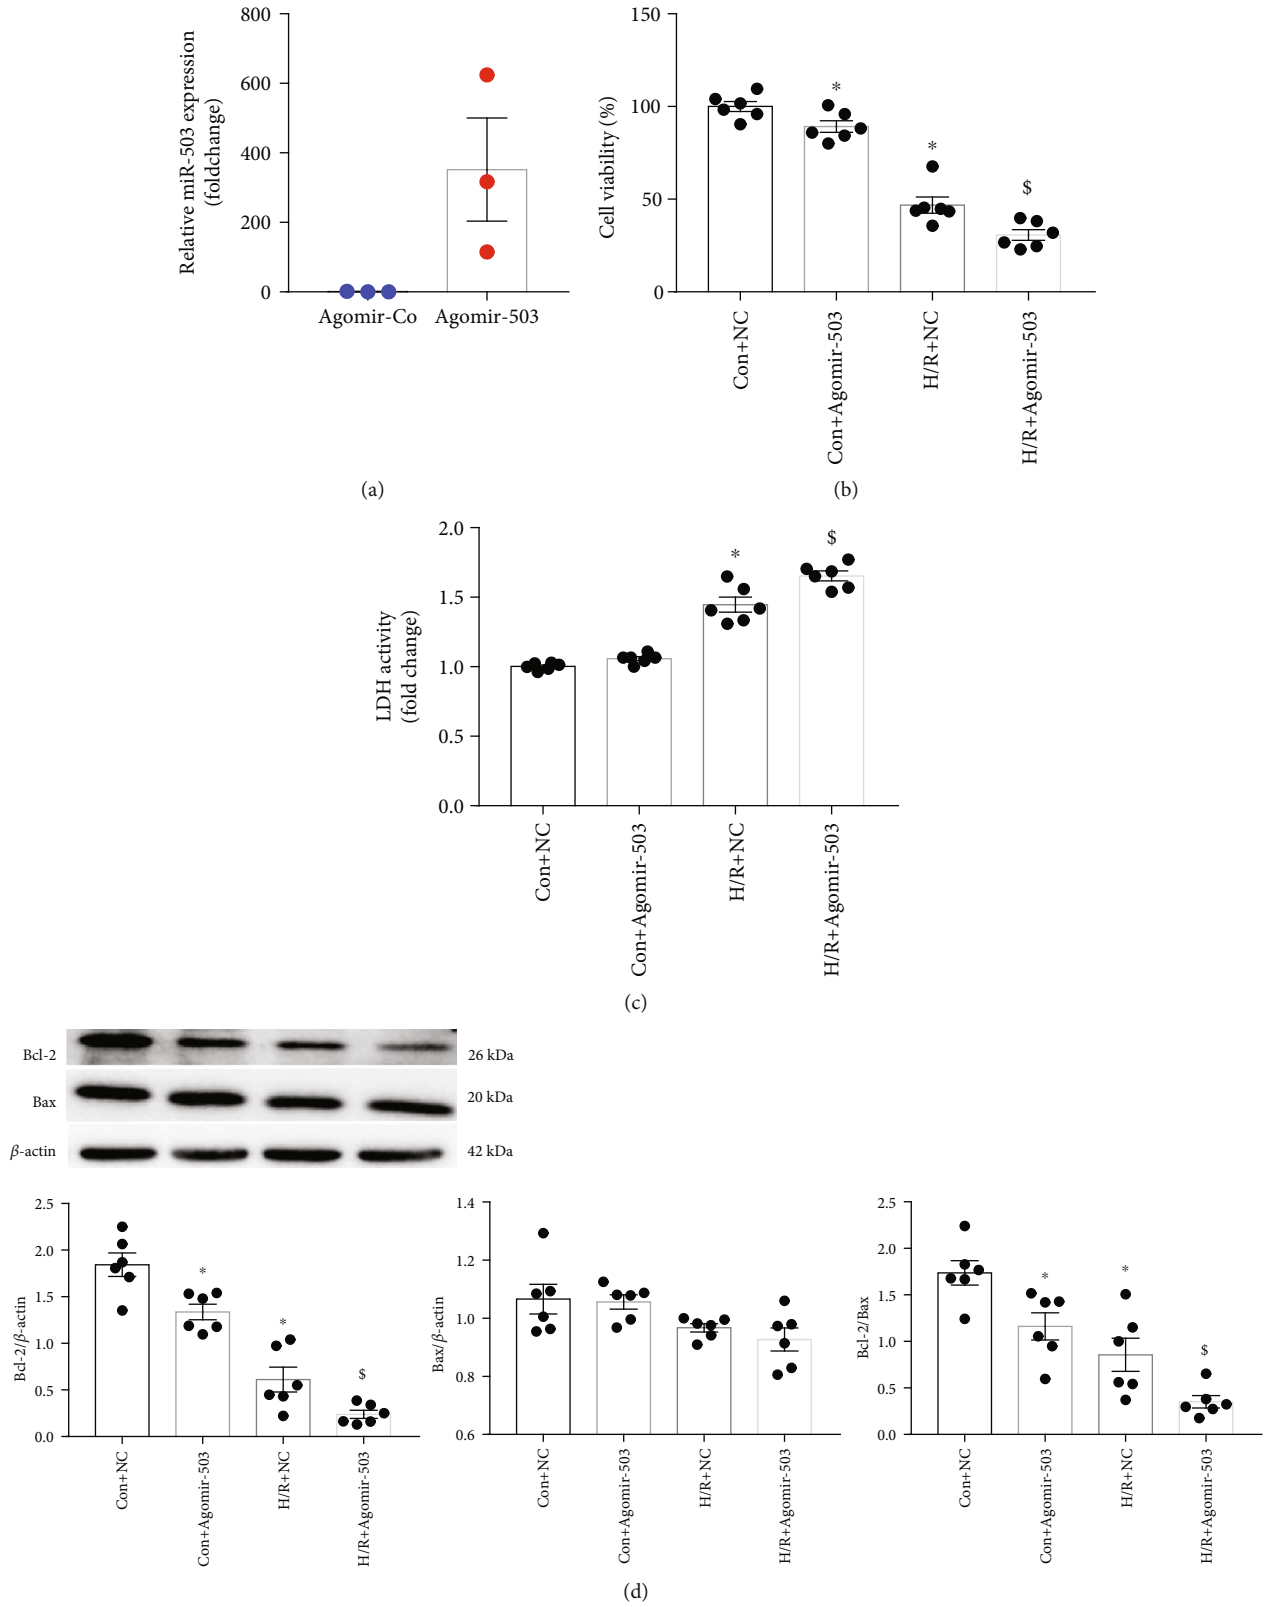 800
600
400
200
0
Relative miR-503 expression
(foldchange)
Agomir-Co
Agomir-503
(a)
150
100
50
0
Cell viability (%)
*
*
$
Con+NC
Con+Agomir-503
H/R+NC
H/R+Agomir-503
(b)
2.0
1.5
1.0
0.5
0.0
LDH activity
(fold change)
*
$
Con+NC
Con+Agomir-503
H/R+NC
H/R+Agomir-503
(c)
Bcl-2
26 kDa
Bax
20 kDa
β-actin
42 kDa
2.5
2.0
1.5
1.0
0.5
0.0
Bcl-2/β-actin
*
*
$
Con+NC
Con+Agomir-503
H/R+NC
H/R+Agomir-503
1.4
1.2
1.0
0.8
0.6
Bax/β-actin
Con+NC
Con+Agomir-503
H/R+NC
H/R+Agomir-503
2.5
2.0
1.5
1.0
0.5
0.0
Bcl-2/Bax
*
*
$
Con+NC
Con+Agomir-503
H/R+NC
H/R+Agomir-503
(d)